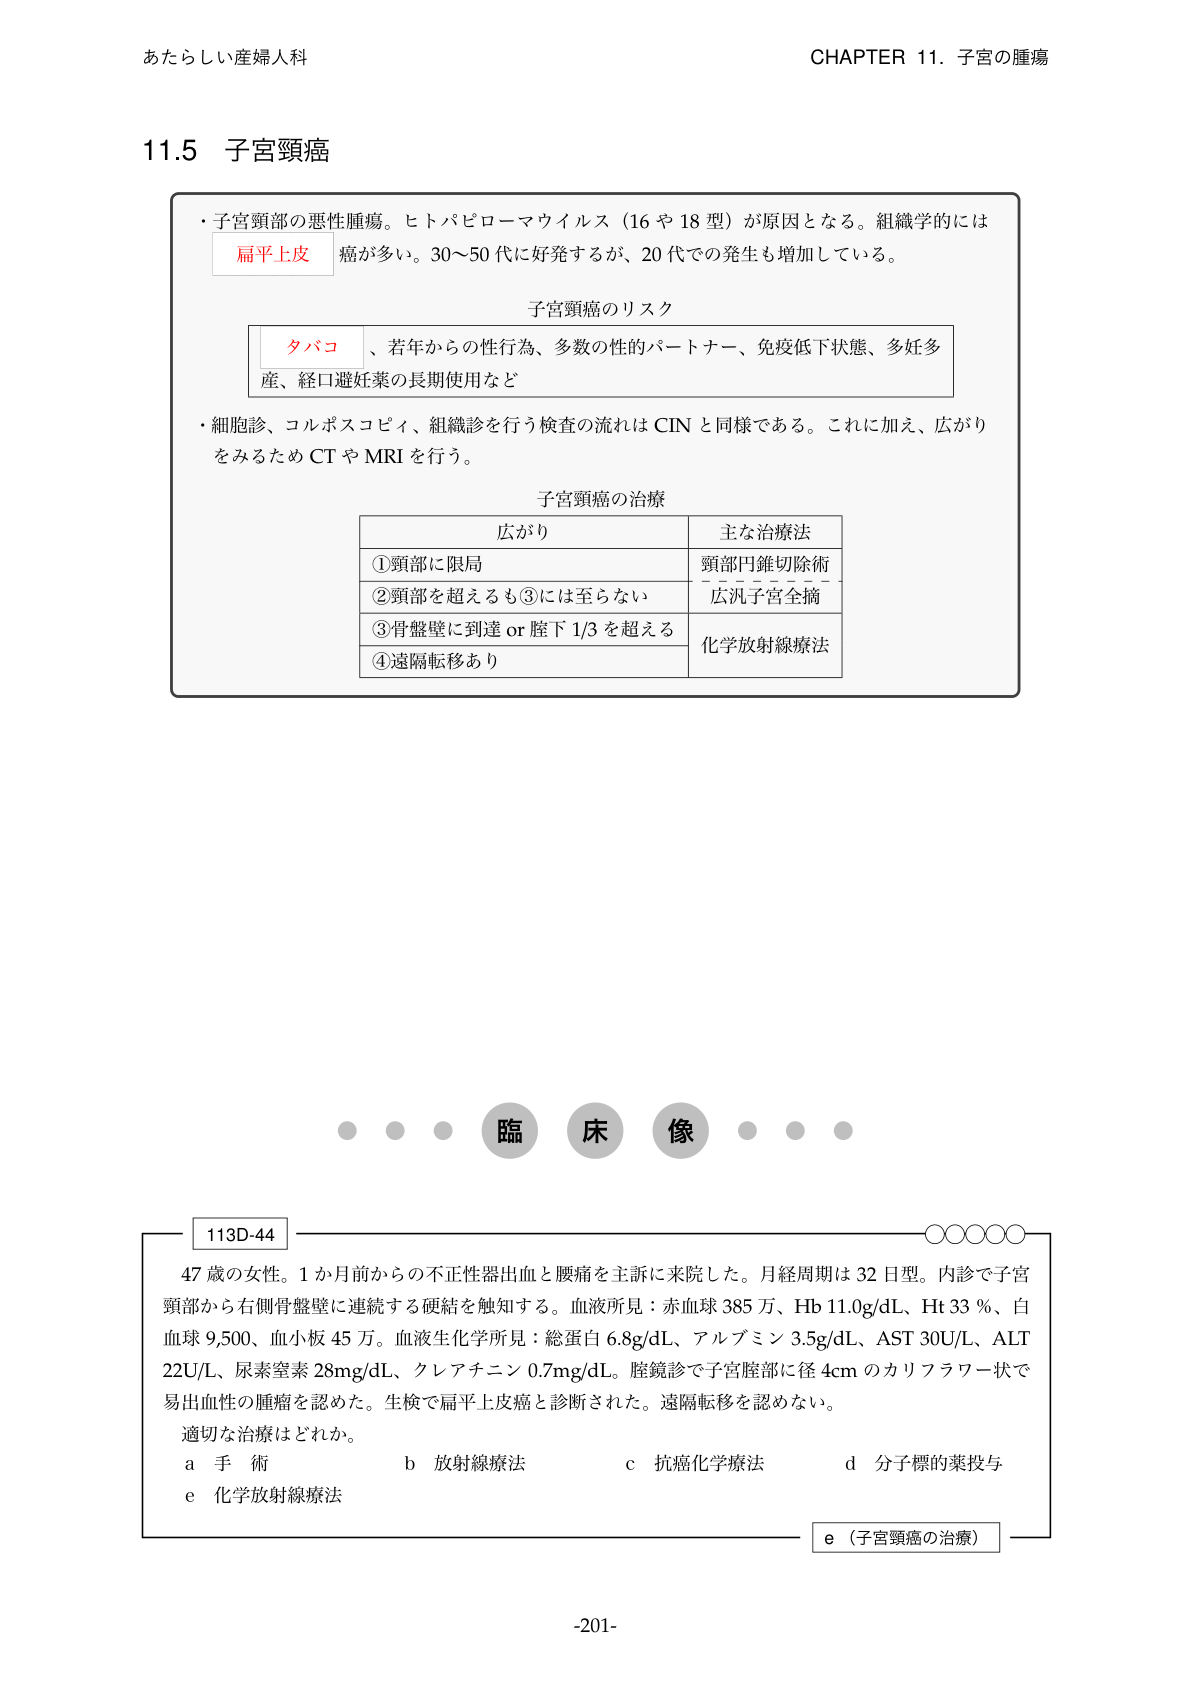 あたらしい産婦人科
CHAPTER 11. 子宮の腫瘍
11.5 子宮頸癌
・子宮頸部の悪性腫瘍。ヒトパピローマウイルス（16 や 18 型）が原因となる。組織学的には
扁平上皮 癌が多い。30〜50 代に好発するが、20 代での発生も増加している。
子宮頸癌のリスク
タバコ 、若年からの性行為、多数の性的パートナー、免疫低下状態、多妊多
産、経口避妊薬の長期使用など
・細胞診、コルポスコピィ、組織診を行う検査の流れは CIN と同様である。これに加え、広がり
をみるため CT や MRI を行う。
子宮頸癌の治療
広がり 主な治療法
①頸部に限局 頸部円錐切除術
②頸部を超えるも③には至らない 広汎子宮全摘
③骨盤壁に到達 or 腟下 1/3 を超える
化学放射線療法
④遠隔転移あり
臨 床 像
113D-44
47 歳の女性。1 か月前からの不正性器出血と腰痛を主訴に来院した。月経周期は 32 日型。内診で子宮
頸部から右側骨盤壁に連続する硬結を触知する。血液所見：赤血球 385 万、Hb 11.0g/dL、Ht 33 %、白
血球 9,500、血小板 45 万。血液生化学所見：総蛋白 6.8g/dL、アルブミン 3.5g/dL、AST 30U/L、ALT
22U/L、尿素窒素 28mg/dL、クレアチニン 0.7mg/dL。腟鏡診で子宮腟部に径 4cm のカリフラワー状で
易出血性の腫瘤を認めた。生検で扁平上皮癌と診断された。遠隔転移を認めない。
適切な治療はどれか。
a 手 術 b 放射線療法 c 抗癌化学療法 d 分子標的薬投与
e 化学放射線療法
e （子宮頸癌の治療）
-201-